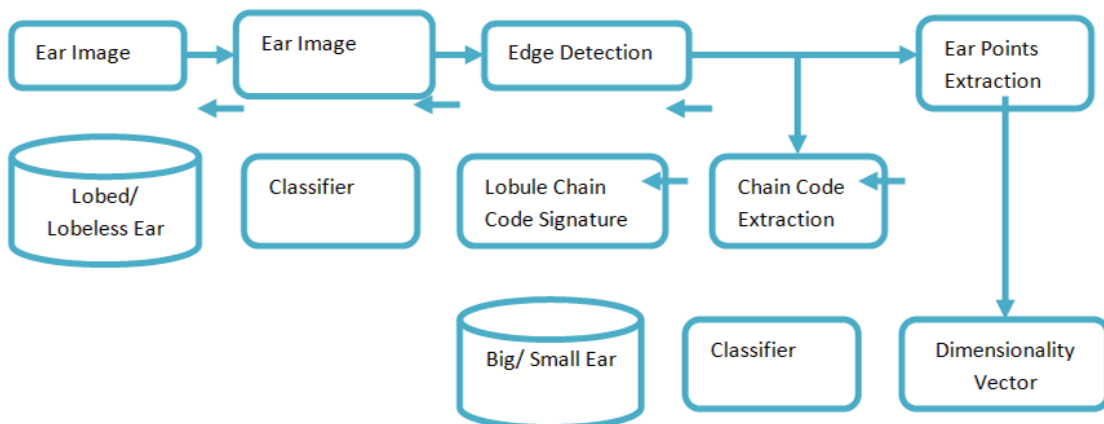 Ear Image
Ear Image
Edge Detection
Ear Points
Extraction
Lobed/
Lobeless Ear
Classifier
Lobule Chain
Code Signature
Chain Code
Extraction
Big/ Small Ear
Classifier
Dimensionality
Vector